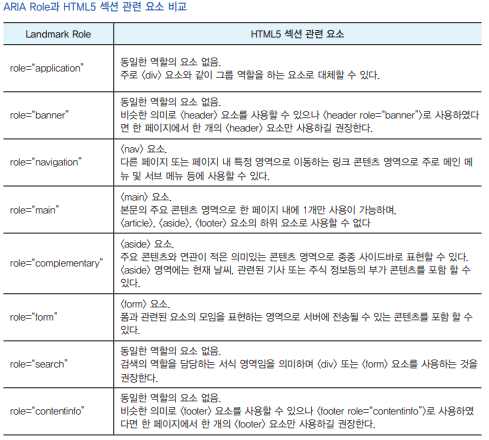 ARIA Role과 HTML5 섹션 관련 요소 비교
Landmark Role
HTML5 섹션 관련 요소
role="application"
동일한 역할의 요소 없음.
주로 〈div〉 요소와 같이 그룹 역할을 하는 요소로 대체할 수 있다.
role="banner"
동일한 역할의 요소 없음.
비슷한 의미로 〈header〉 요소를 사용할 수 있으나 〈header role="banner"〉로 사용하였다
면 한 페이지에서 한 개의 〈header〉 요소만 사용하길 권장한다.
role="navigation"
〈nav〉 요소.
다른 페이지 또는 페이지 내 특정 영역으로 이동하는 링크 콘텐츠 영역으로 주로 메인 메
뉴 및 서브 메뉴 등에 사용할 수 있다.
role="main"
〈main〉 요소.
본문의 주요 콘텐츠 영역으로 한 페이지 내에 1개만 사용이 가능하며,
〈article〉, 〈aside〉, 〈footer〉 요소의 하위 요소로 사용할 수 없다
role="complementary"
〈aside〉 요소.
주요 콘텐츠와 연관이 적은 의미있는 콘텐츠 영역으로 종종 사이드바로 표현할 수 있다.
〈aside〉 영역에는 현재 날씨, 관련된 기사 또는 주식 정보등의 부가 콘텐츠를 포함 할 수
있다.
role="form"
〈form〉 요소.
폼과 관련된 요소의 모임을 표현하는 영역으로 서버에 전송될 수 있는 콘텐츠를 포함 할 수
있다.
role="search"
동일한 역할의 요소 없음.
검색의 역할을 담당하는 서식 영역임을 의미하며 〈div〉 또는 〈form〉 요소를 사용하는 것을
권장한다.
role="contentinfo"
동일한 역할의 요소 없음.
비슷한 의미로 〈footer〉 요소를 사용할 수 있으나 〈footer role="contentinfo"〉로 사용하였
다면 한 페이지에서 한 개의 〈footer〉 요소만 사용하길 권장한다.